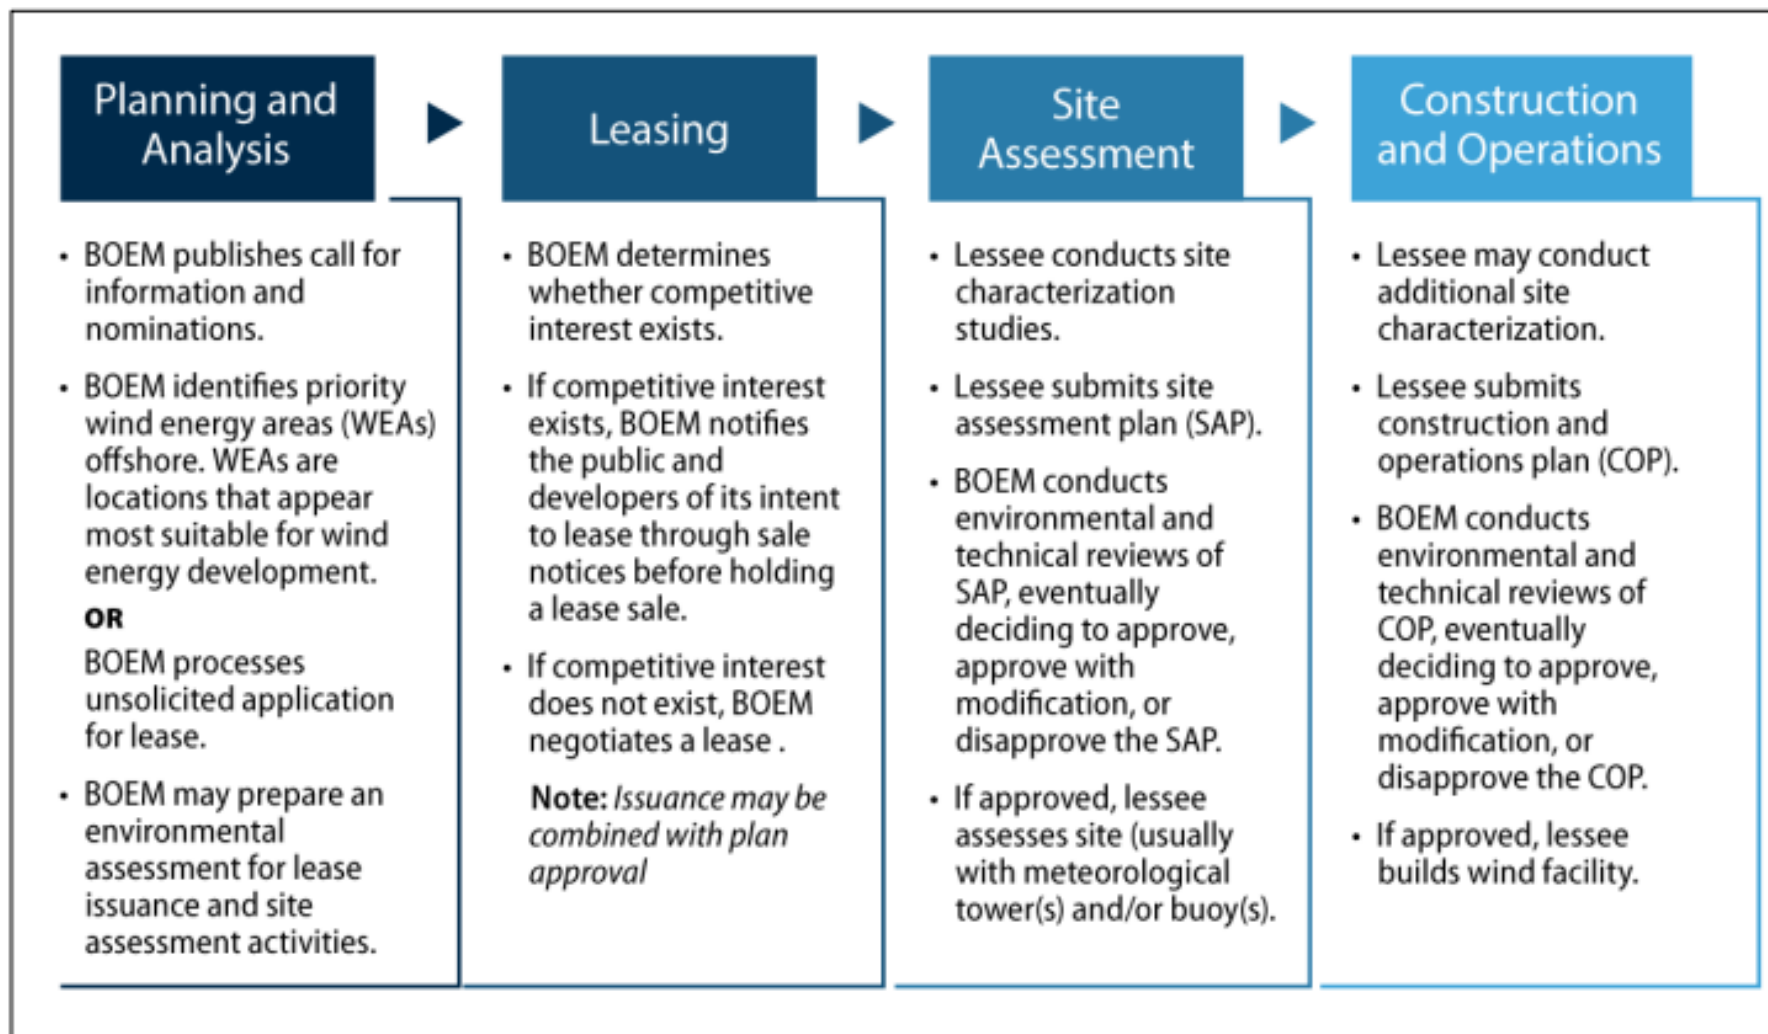 Planning and
Analysis
• BOEM publishes call for
information and
nominations.
• BOEM identifies priority
wind energy areas (WEAs)
offshore. WEAs are
locations that appear
most suitable for wind
energy development.
OR
BOEM processes
unsolicited application
for lease.
• BOEM may prepare an
environmental
assessment for lease
issuance and site
assessment activities.
Leasing
• BOEM determines
whether competitive
interest exists.
• If competitive interest
exists, BOEM notifies
the public and
developers of its intent
to lease through sale
notices before holding
a lease sale.
• If competitive interest
does not exist, BOEM
negotiates a lease .
Note: Issuance may be
combined with plan
approval
Site
Assessment
• Lessee conducts site
characterization
studies.
• Lessee submits site
assessment plan (SAP).
• BOEM conducts
environmental and
technical reviews of
SAP, eventually
deciding to approve,
approve with
modification, or
disapprove the SAP.
• If approved, lessee
assesses site (usually
with meteorological
tower(s) and/or buoy(s).
Construction
and Operations
• Lessee may conduct
additional site
characterization.
• Lessee submits
construction and
operations plan (COP).
• BOEM conducts
environmental and
technical reviews of
COP, eventually
deciding to approve,
approve with
modification, or
disapprove the COP.
• If approved, lessee
builds wind facility.